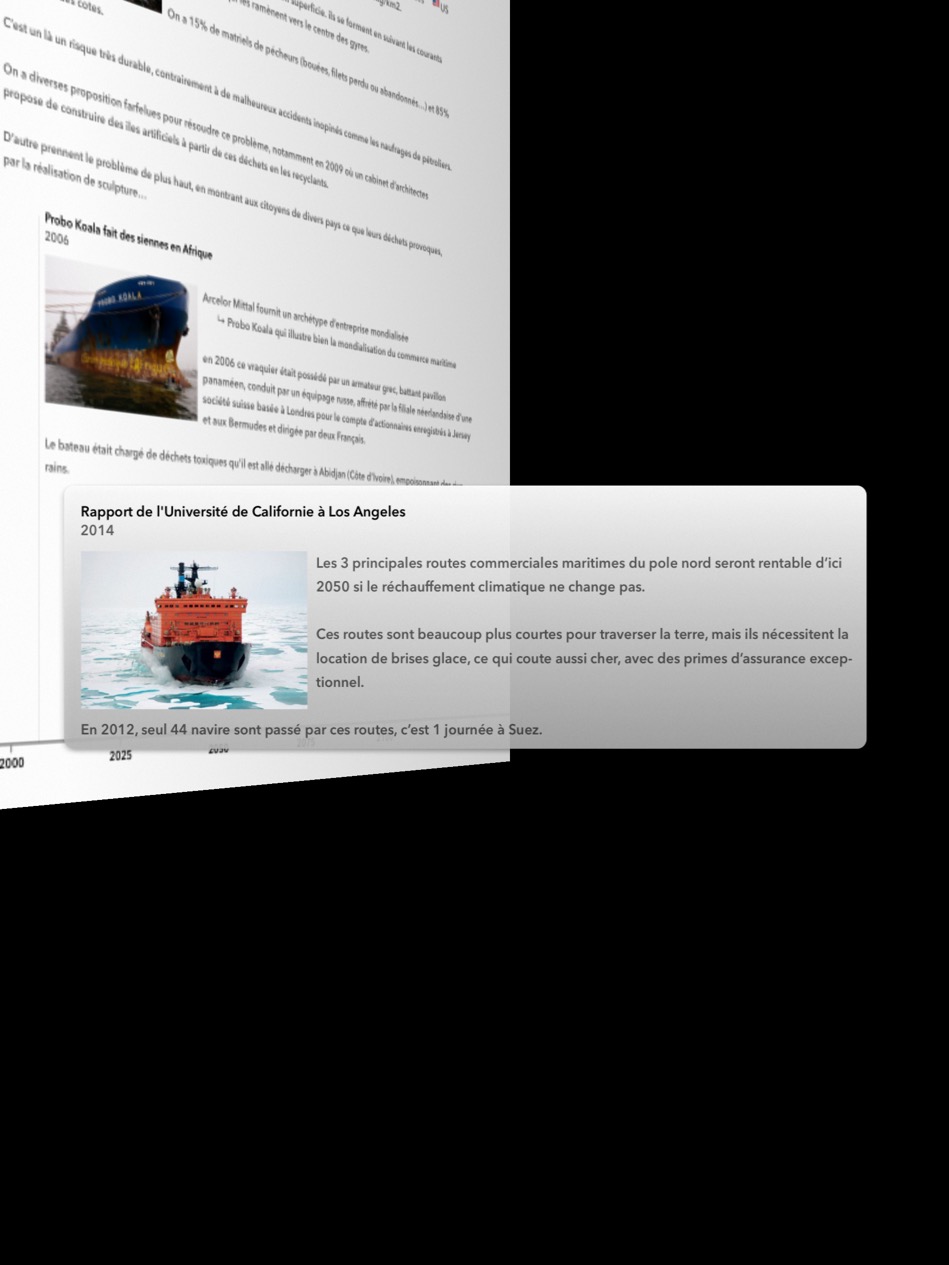 es côtes.
superficie. Ils se forment en suivant les courants
les ramènent vers le centre des gyres.
US
On a 15% de matriels de pécheurs (bouées, filets perdu ou abandonnés...) et 85%
C'est un là un risque très durable, contrairement à de malheureux accidents inopinés comme les naufrages de pétroliers.
On a diverses proposition farfelues pour résoudre ce problème, notamment en 2009 où un cabinet d'architectes
propose de construire des îles artificiels à partir de ces déchets en les recyclants.
D'autre prennent le problème de plus haut, en montrant aux citoyens de divers pays ce que leurs déchets provoques,
par la réalisation de sculpture...
Probo Koala fait des siennes en Afrique
2006
PROBO KOALA
Arcelor Mittal fournit un archétype d'entreprise mondialisée
↳ Probo Koala qui illustre bien la mondialisation du commerce maritime
en 2006 ce vraquier était possédé par un armateur grec, battant pavillon
panaméen, conduit par un équipage russe, affrété par la filiale néerlandaise d'une
société suisse basée à Londres pour le compte d'actionnaires enregistrés à Jersey
et aux Bermudes et dirigée par deux Français.
Le bateau était chargé de déchets toxiques qu'il est allé décharger à Abidjan (Côte d'Ivoire), empoisonnant des
rains.
Rapport de l'Université de Californie à Los Angeles
2014
Les 3 principales routes commerciales maritimes du pole nord seront rentable d'ici
2050 si le réchauffement climatique ne change pas.
Ces routes sont beaucoup plus courtes pour traverser la terre, mais ils nécessitent la
location de brises glace, ce qui coute aussi cher, avec des primes d'assurance excep-
tionnel.
En 2012, seul 44 navire sont passé par ces routes, c'est 1 journée à Suez.
2000 2025 2050 2075